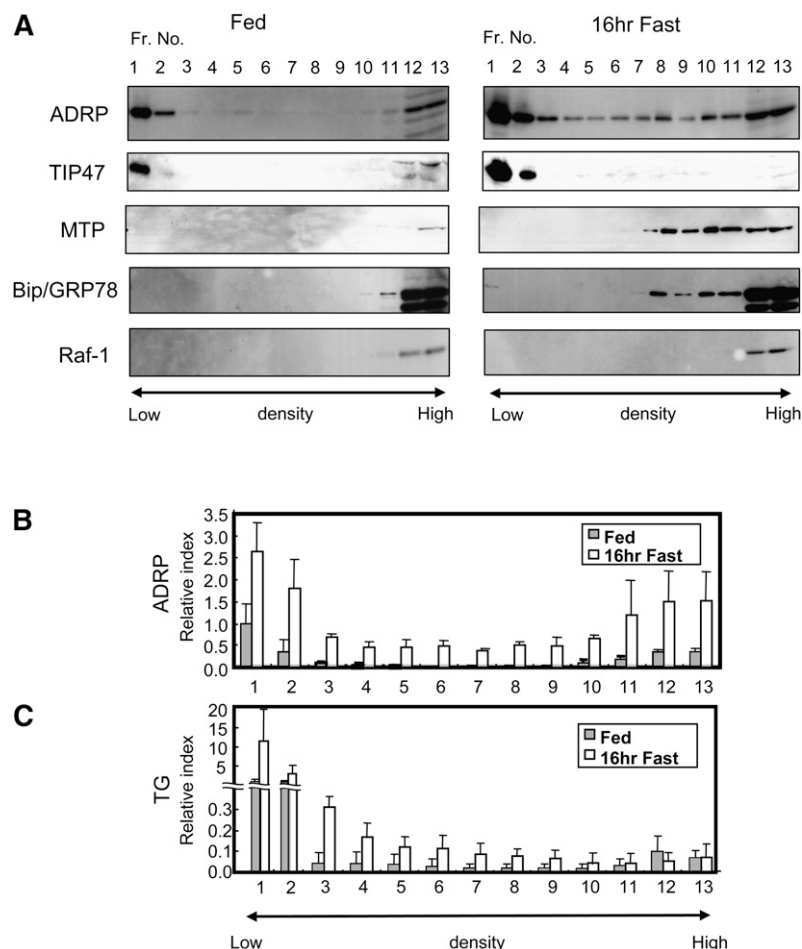 A
Fed
16hr Fast
Fr. No.
Fr. No.
1 2 3 4 5 6 7 8 9 10 11 12 13
1 2 3 4 5 6 7 8 9 10 11 12 13
ADRP
TIP47
MTP
Bip/GRP78
Raf-1
Low density High
Low density High
B
ADRP
Relative index
3.5
3.0
2.5
2.0
1.5
1.0
0.5
0.0
Fed
16hr Fast
1 2 3 4 5 6 7 8 9 10 11 12 13
C
TG
Relative index
20
15
10
5
0.3
0.2
0.1
0.0
Fed
16hr Fast
1 2 3 4 5 6 7 8 9 10 11 12 13
Low density High